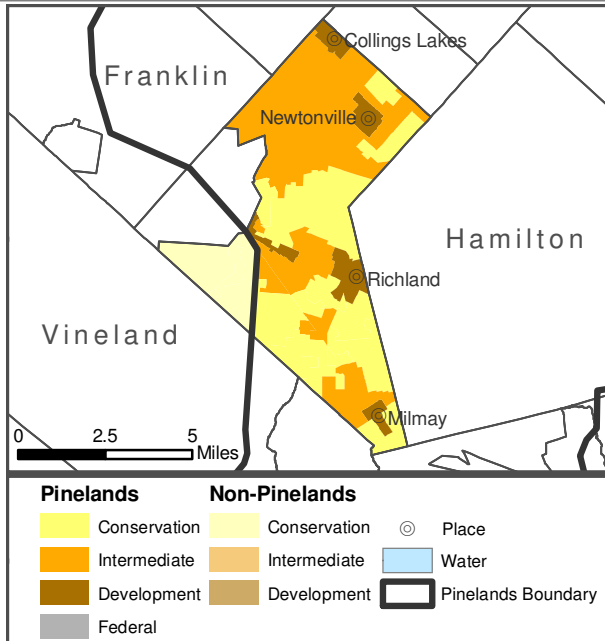 Collings Lakes
Franklin
Newtonville
Hamilton
Richland
Vineland
Milmay
0 2.5 5
Miles
Pinelands Non-Pinelands
Conservation Conservation Place
Intermediate Intermediate Water
Development Development Pinelands Boundary
Federal